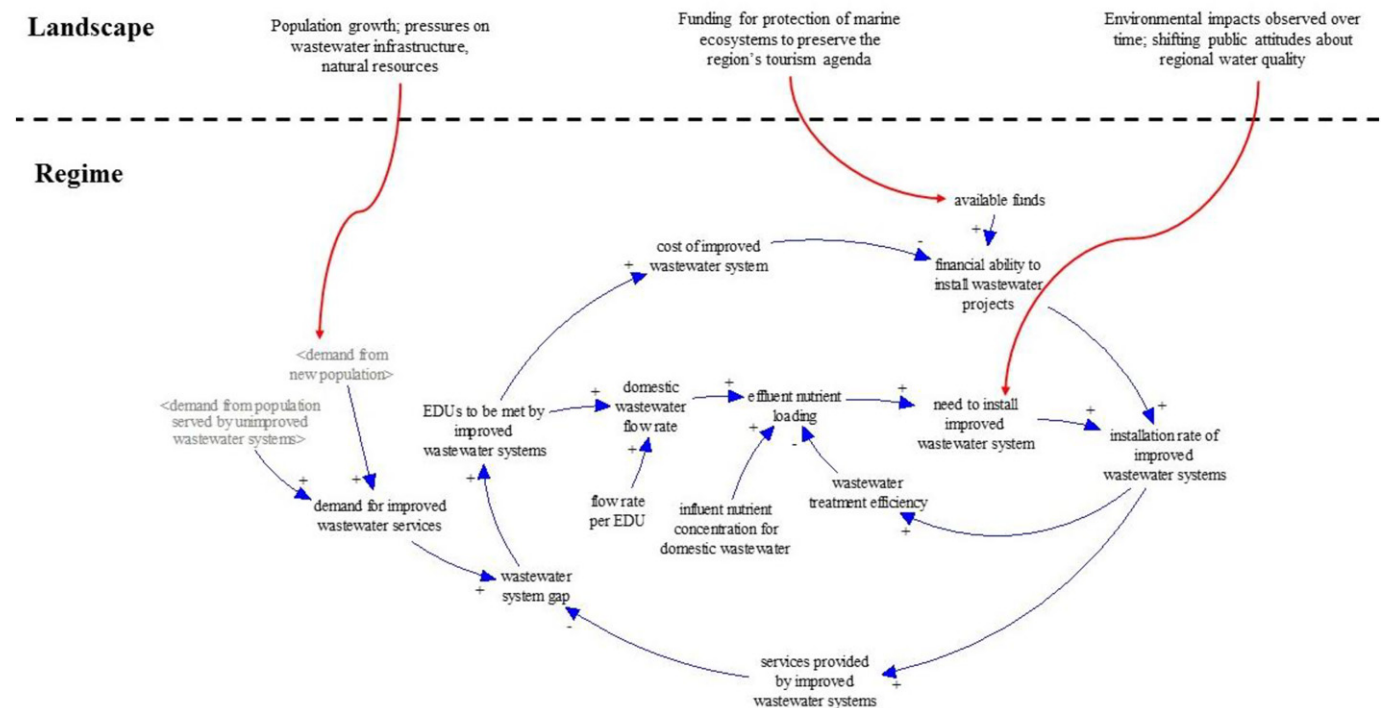 Landscape
Population growth; pressures on
wastewater infrastructure,
natural resources
Funding for protection of marine
ecosystems to preserve the
region's tourism agenda
Environmental impacts observed over
time; shifting public attitudes about
regional water quality
Regime
available funds
+
cost of improved
wastewater system
+
-
financial ability to
install wastewater
projects
<demand from
new population>
<demand from population
served by unimproved
wastewater systems>
+
+
demand for improved
wastewater services
EDUs to be met by
improved
wastewater systems
+
+
domestic
wastewater
flow rate
+
flow rate
per EDU
+
effluent nutrient
loading
+
-
influent nutrient
concentration for
domestic wastewater
wastewater
treatment efficiency
+
+
need to install
improved
wastewater system
+
+
installation rate of
improved
wastewater systems
wastewater
system gap
+
-
services provided
by improved
wastewater systems
+